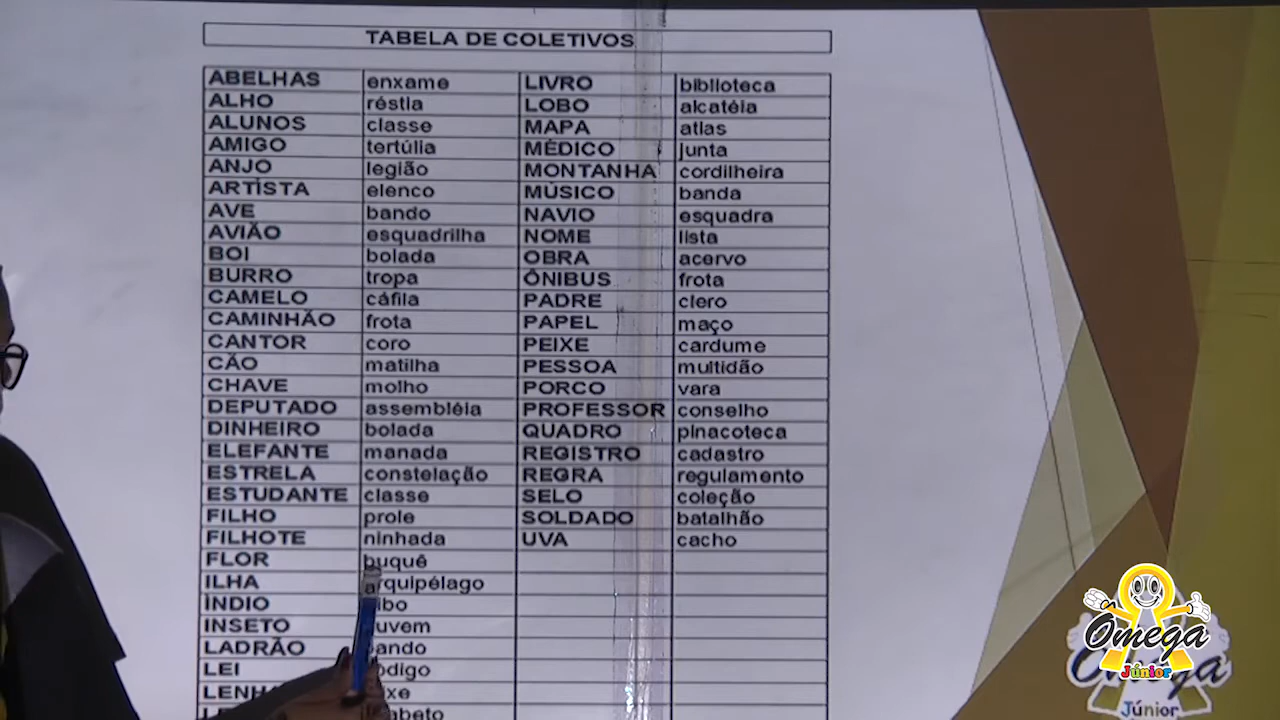 TABELA DE COLETIVOS
ABELHAS enxame LIVRO biblioteca
ALHO réstia LOBO alcatéia
ALUNOS classe MAPA atlas
AMIGO tertúlia MÉDICO junta
ANJO legião MONTANHA cordilheira
ARTISTA elenco MÚSICO banda
AVE bando NAVIO esquadra
AVIÃO esquadrilha NOME lista
BOI boiada OBRA acervo
BURRO tropa ÔNIBUS frota
CAMELO cáfila PADRE clero
CAMINHÃO frota PAPEL maço
CANTOR coro PEIXE cardume
CÃO matilha PESSOA multidão
CHAVE molho PORCO vara
DEPUTADO assembléia PROFESSOR conselho
DINHEIRO bolada QUADRO pinacoteca
ELEFANTE manada REGISTRO cadastro
ESTRELA constelação REGRA regulamento
ESTUDANTE classe SELO coleção
FILHO prole SOLDADO batalhão
FILHOTE ninhada UVA cacho
FLOR buquê
ILHA arquipélago
ÍNDIO
INSETO nuvem
LADRÃO bando
LEI código
Ômega
Júnior
Ômega
Júnior